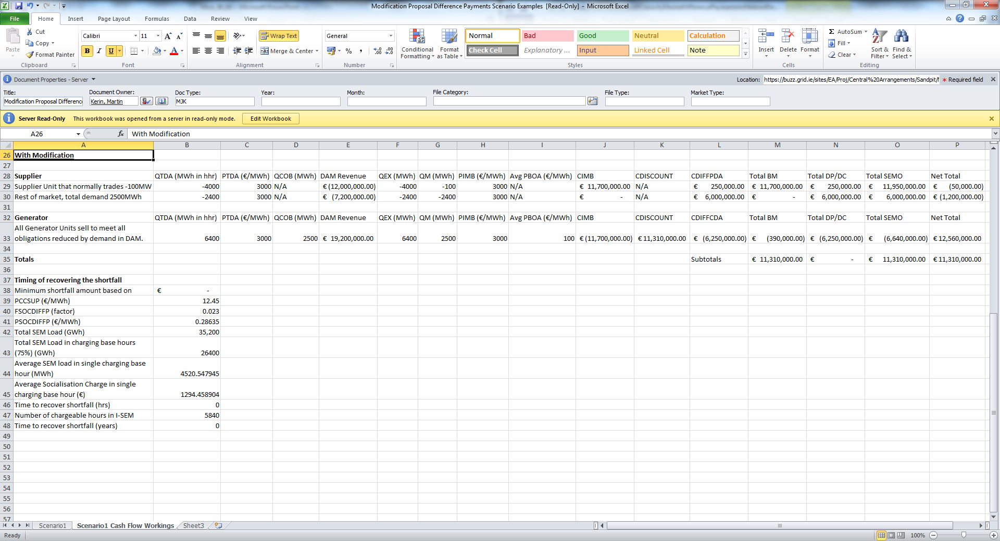 Modification Proposal Difference Payments Scenario Examples [Read-Only] - Microsoft Excel
File Home Insert Page Layout Formulas Data Review View
Paste Cut Copy Format Painter Clipboard
Calibri 11 B I U Font
Wrap Text Merge & Center Alignment
General % , Number
Conditional Formatting Format as Table
Normal Bad Good Neutral Calculation
Check Cell Explanatory ... Input Linked Cell Note
Styles
Insert Delete Format Cells
Σ AutoSum Fill Clear Sort & Filter Find & Select Editing
Document Properties - Server Location: https://buzz.grid.ie/sites/EA/Proj/Central%20Arrangements/Sandpit/ * Required field
Title: Document Owner: Doc Type: Year: Month: File Category: File Type: Market Type:
Modification Proposal Difference Kerin, Martin MJK
Server Read-Only This workbook was opened from a server in read-only mode. Edit Workbook
A26 fx With Modification
A B C D E F G H I J K L M N O P
26 With Modification
27
28 Supplier QTDA (MWh in hhr) PTDA (€/MWh) QCOB (MWh) DAM Revenue QEX (MWh) QM (MWh) PIMB (€/MWh) Avg PBOA (€/MWh) CIMB CDISCOUNT CDIFFPDA Total BM Total DP/DC Total SEMO Net Total
29 Supplier Unit that normally trades -100MW -4000 3000 N/A € (12,000,000.00) -4000 -100 3000 N/A € 11,700,000.00 N/A € 250,000.00 € 11,700,000.00 € 250,000.00 € 11,950,000.00 € (50,000.00)
30 Rest of market, total demand 2500MWh -2400 3000 N/A € (7,200,000.00) -2400 -2400 3000 N/A € - N/A € 6,000,000.00 € - € 6,000,000.00 € 6,000,000.00 € (1,200,000.00)
31
32 Generator QTDA (MWh in hhr) PTDA (€/MWh) QCOB (MWh) DAM Revenue QEX (MWh) QM (MWh) PIMB (€/MWh) Avg PBOA (€/MWh) CIMB CDISCOUNT CDIFFCDA Total BM Total DP/DC Total SEMO Net Total
All Generator Units sell to meet all
33 obligations reduced by demand in DAM. 6400 3000 2500 € 19,200,000.00 6400 2500 3000 100 € (11,700,000.00) € 11,310,000.00 € (6,250,000.00) € (390,000.00) € (6,250,000.00) € (6,640,000.00) € 12,560,000.00
34
35 Totals Subtotals € 11,310,000.00 € - € 11,310,000.00 € 11,310,000.00
36
37 Timing of recovering the shortfall
38 Minimum shortfall amount based on € -
39 PCCSUP (€/MWh) 12.45
40 FSOCDIFFP (factor) 0.023
41 PSOCDIFFP (€/MWh) 0.28635
42 Total SEM Load (GWh) 35,200
Total SEM Load in charging base hours
43 (75%) (GWh) 26400
Average SEM load in single charging base
44 hour (MWh) 4520.547945
Average Socialisation Charge in single
45 charging base hour (€) 1294.458904
46 Time to recover shortfall (hrs) 0
47 Number of chargeable hours in I-SEM 5840
48 Time to recover shortfall (years) 0
49
50
51
52
53
54
55
56
57
Scenario1 Scenario1 Cash Flow Workings Sheet3
Ready 100%